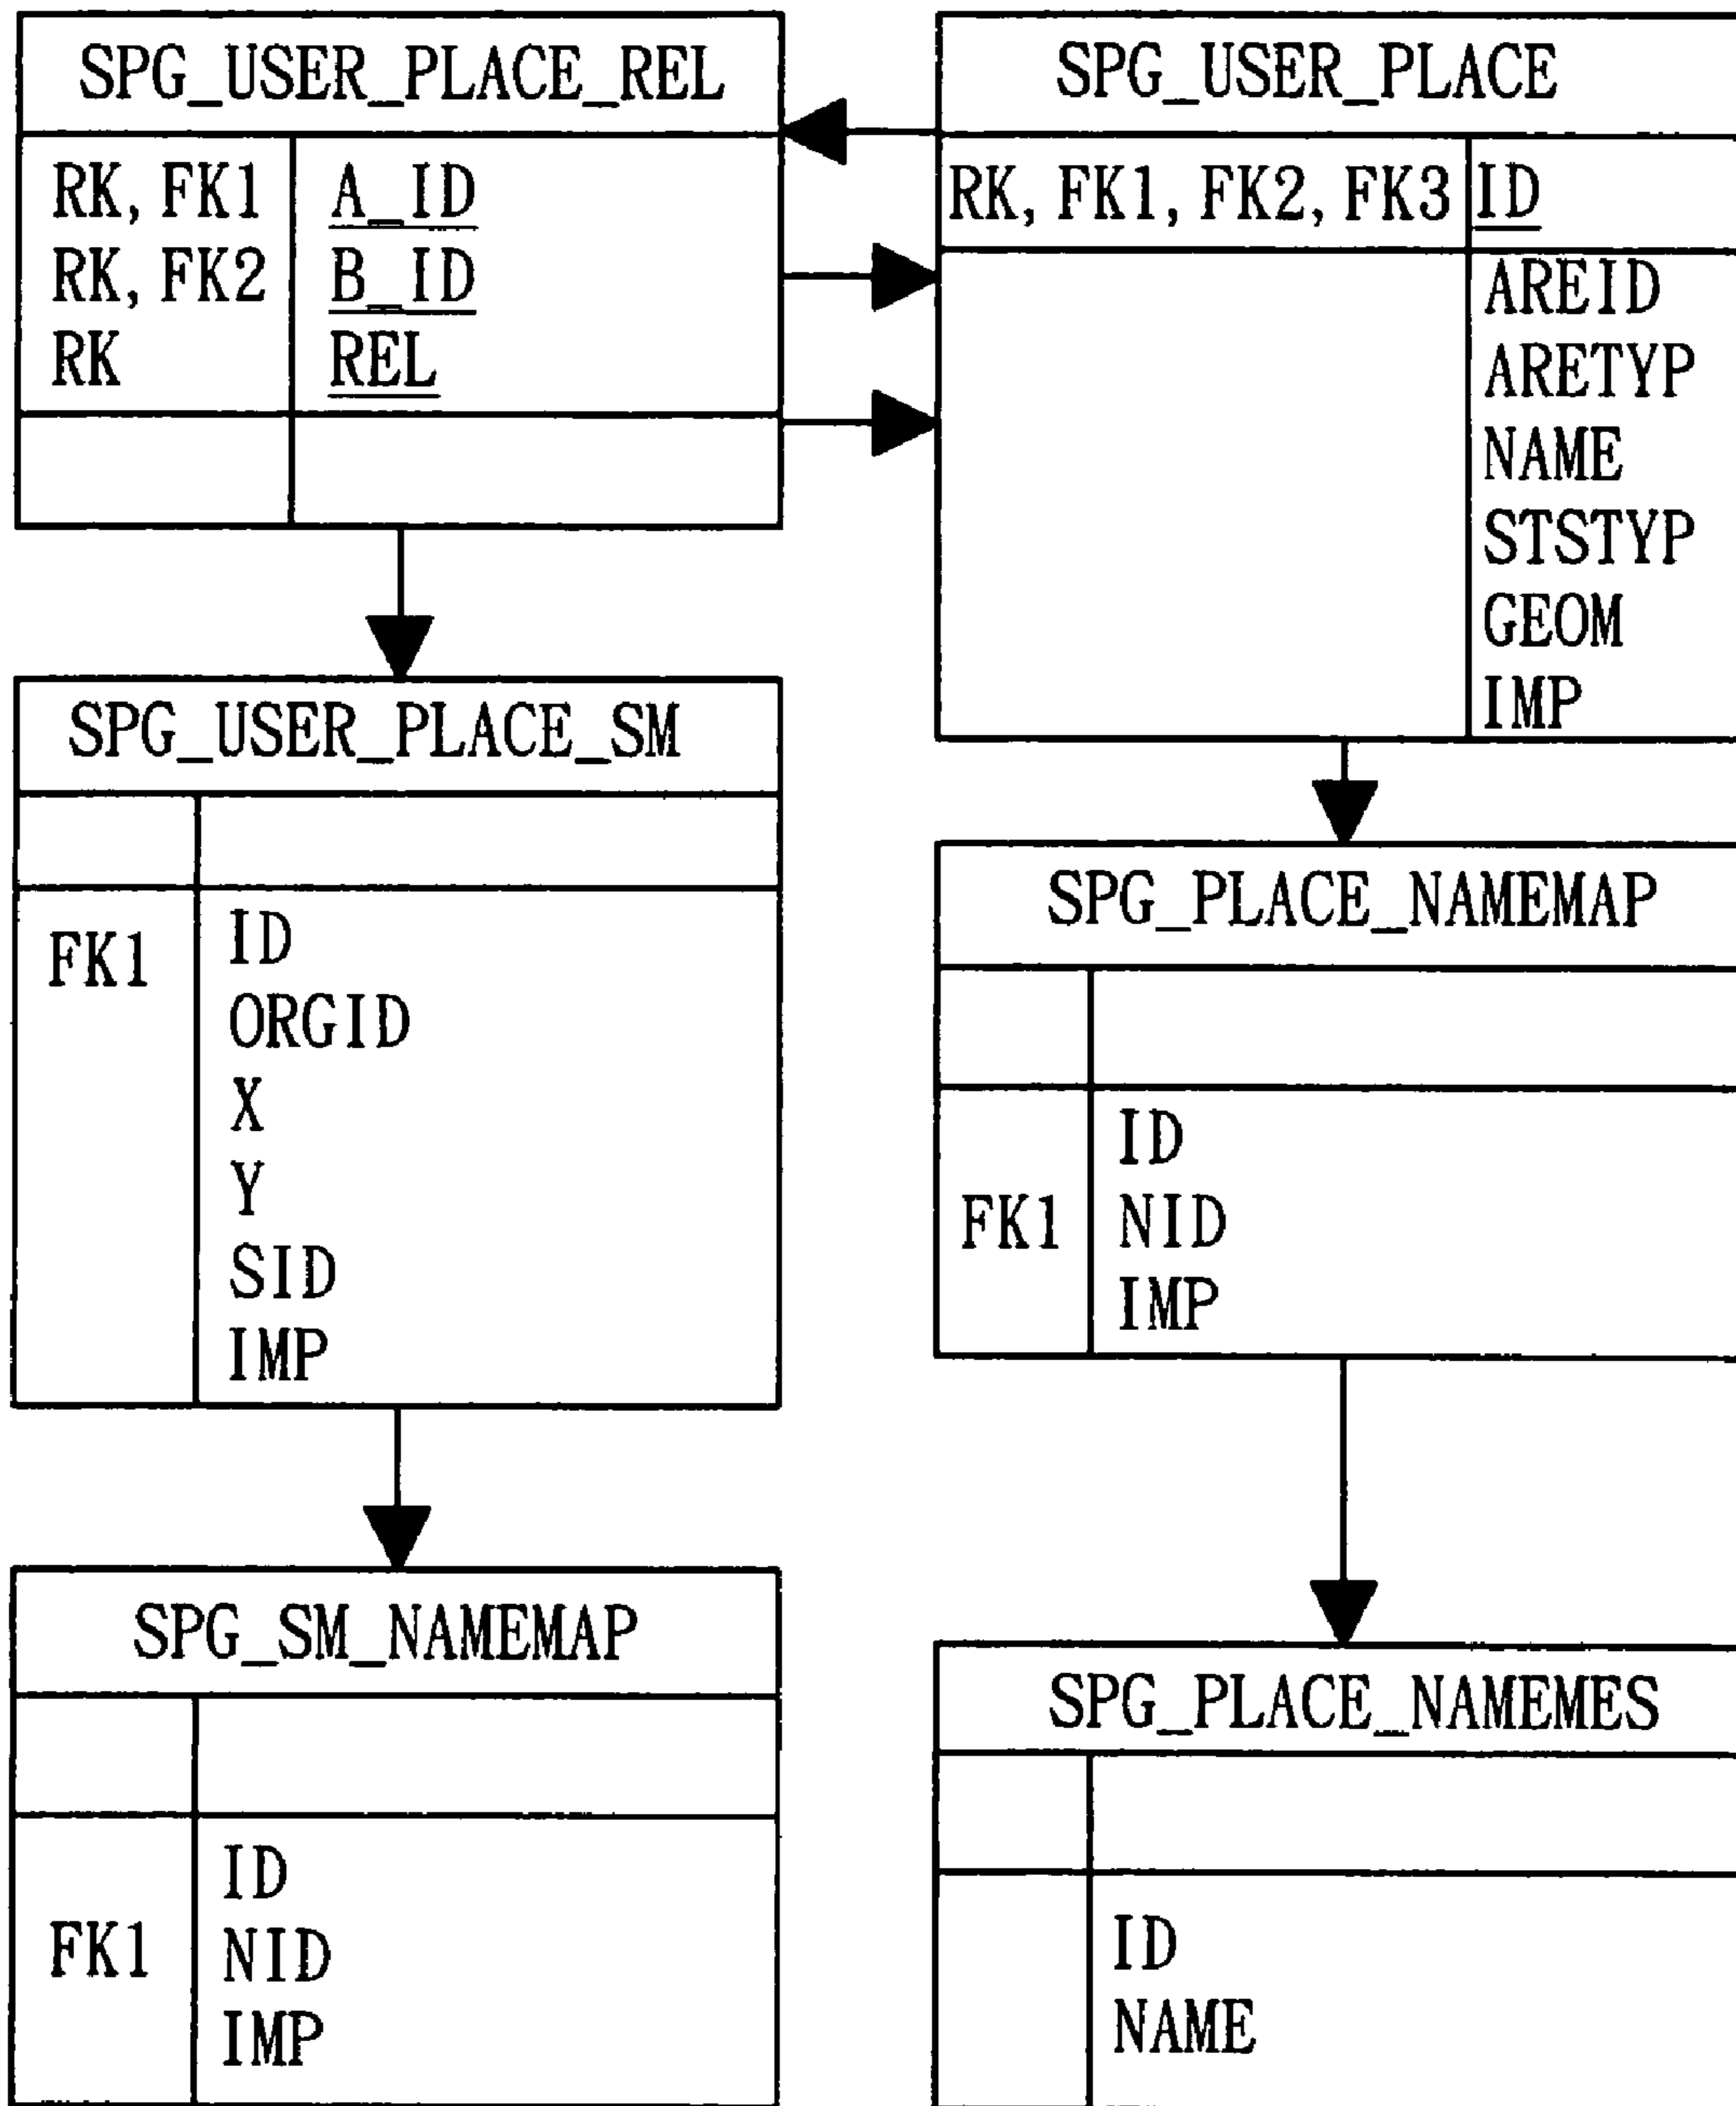 SPG_USER_PLACE_REL
RK, FK1 A_ID
RK, FK2 B_ID
RK REL
SPG_USER_PLACE
RK, FK1, FK2, FK3 ID
AREID
ARETYP
NAME
STSTYP
GEOM
IMP
SPG_USER_PLACE_SM
FK1 ID
ORGID
X
Y
SID
IMP
SPG_PLACE_NAMEMAP
ID
FK1 NID
IMP
SPG_SM_NAMEMAP
ID
FK1 NID
IMP
SPG_PLACE_NAMEMES
ID
NAME